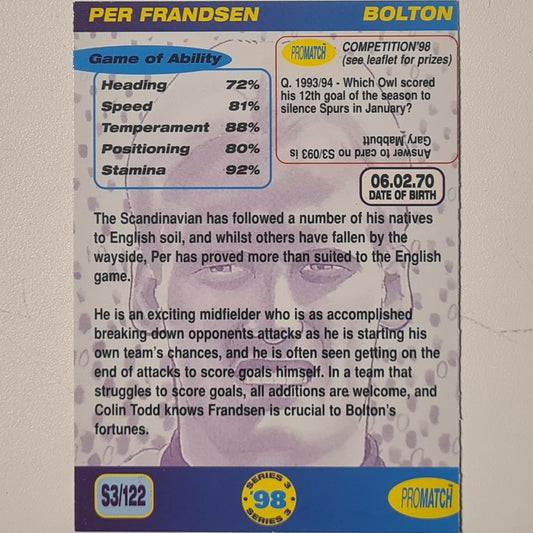 PER FRANDSEN
BOLTON
Game of Ability
Heading 72%
Speed 81%
Temperament 88%
Positioning 80%
Stamina 92%
PROMATCH
COMPETITION'98
(see leaflet for prizes)
Q. 1993/94 - Which Owl scored
his 12th goal of the season to
silence Spurs in January?
Answer to card no S3/093 is
Gary Mabbutt
06.02.70
DATE OF BIRTH
The Scandinavian has followed a number of his natives
to English soil, and whilst others have fallen by the
wayside, Per has proved more than suited to the English
game.
He is an exciting midfielder who is as accomplished
breaking down opponents attacks as he is starting his
own team's chances, and he is often seen getting on the
end of attacks to score goals himself. In a team that
struggles to score goals, all additions are welcome, and
Colin Todd knows Frandsen is crucial to Bolton's
fortunes.
S3/122
SERIES 3
'98
SERIES 3
PROMATCH